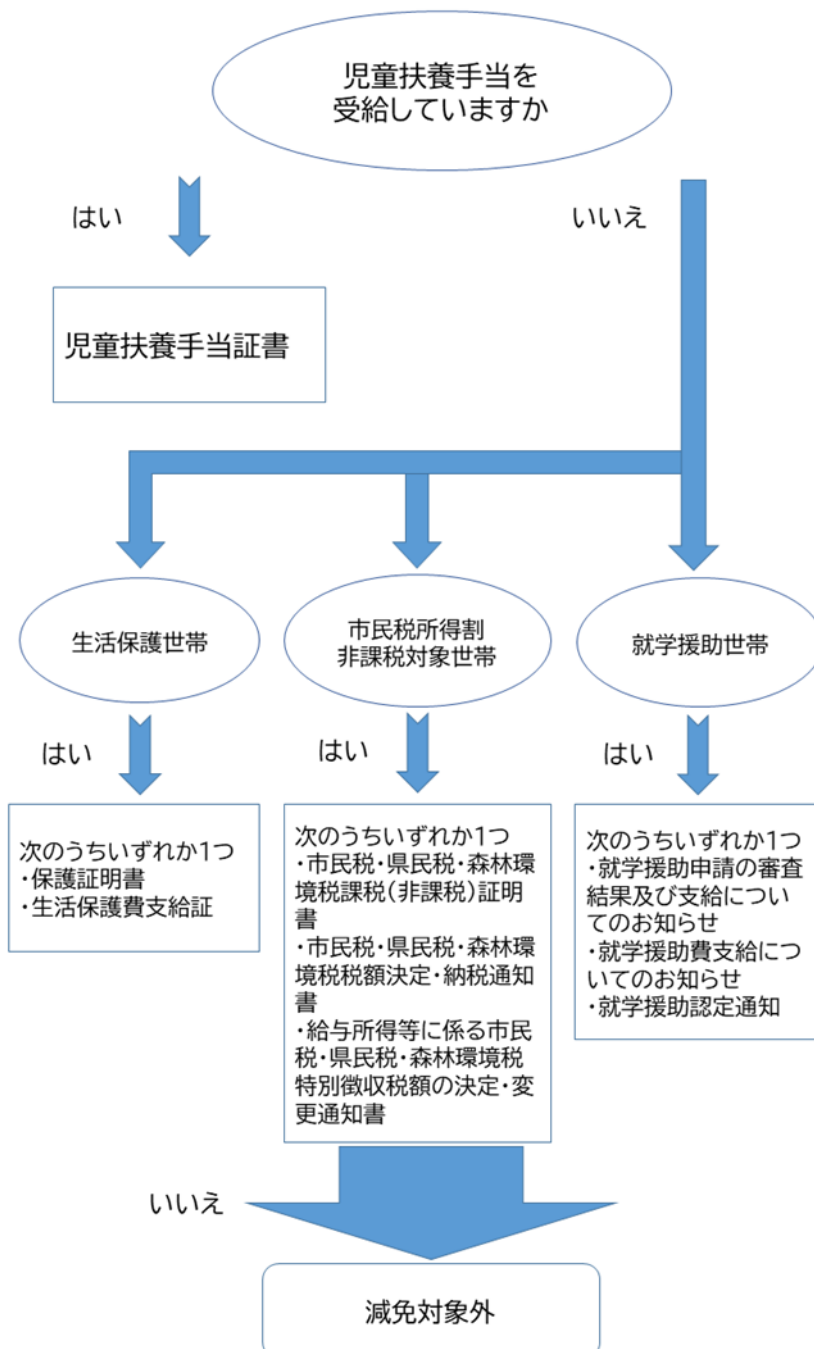 児童扶養手当を
受給していますか
はい
いいえ
児童扶養手当証書
生活保護世帯
市民税所得割
非課税対象世帯
就学援助世帯
はい
はい
はい
次のうちいずれか1つ
・保護証明書
・生活保護費支給証
次のうちいずれか1つ
・市民税・県民税・森林環
境税課税(非課税)証明
書
・市民税・県民税・森林環
境税税額決定・納税通知
書
・給与所得等に係る市民
税・県民税・森林環境税
特別徴収税額の決定・変
更通知書
次のうちいずれか1つ
・就学援助申請の審査
結果及び支給につい
てのお知らせ
・就学援助費支給につ
いてのお知らせ
・就学援助認定通知
いいえ
減免対象外